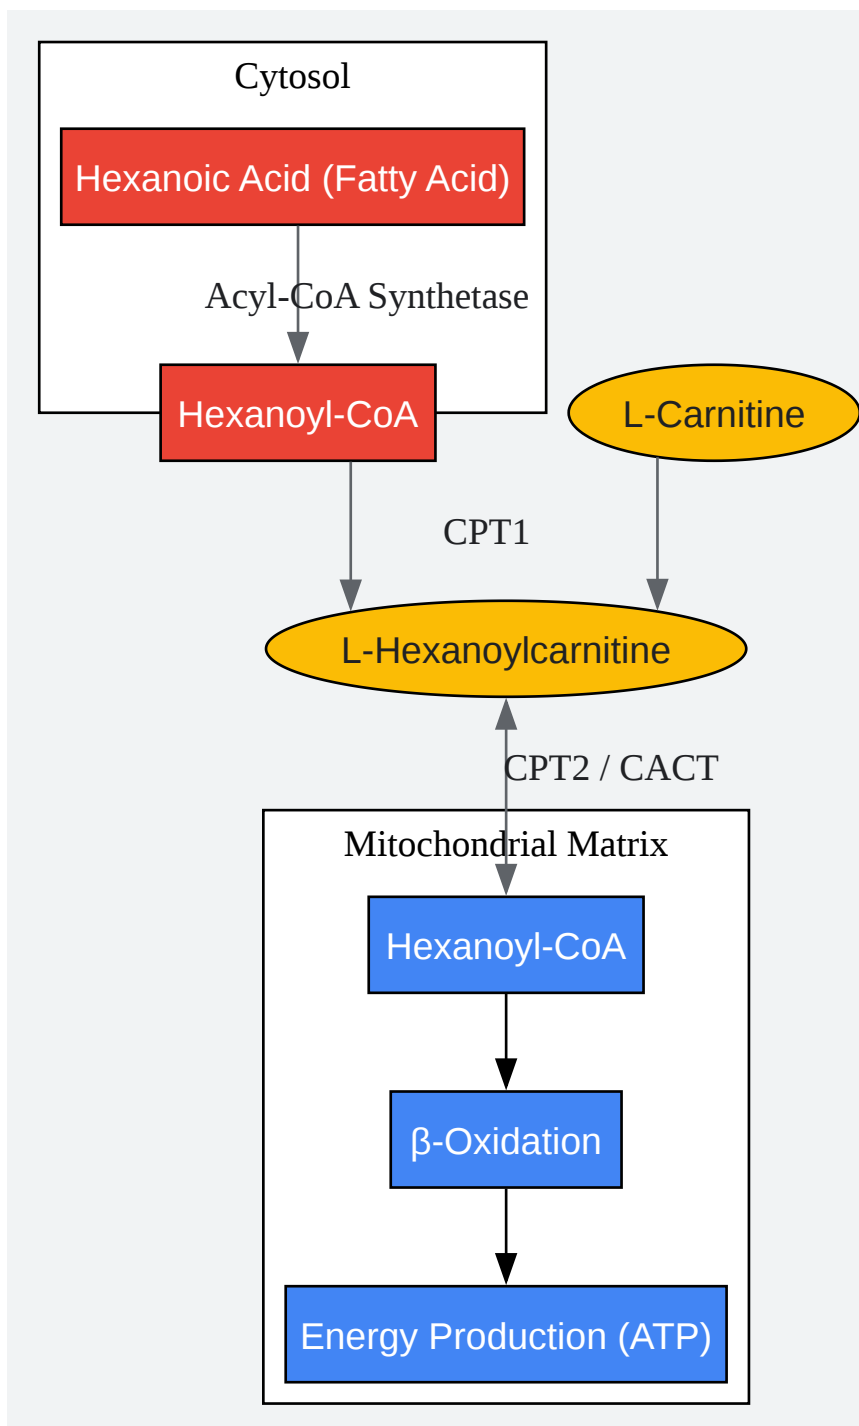 Cytosol
Hexanoic Acid (Fatty Acid)
Acyl-CoA Synthetase
Hexanoyl-CoA
L-Carnitine
CPT1
L-Hexanoylcarnitine
CPT2 / CACT
Mitochondrial Matrix
Hexanoyl-CoA
β-Oxidation
Energy Production (ATP)